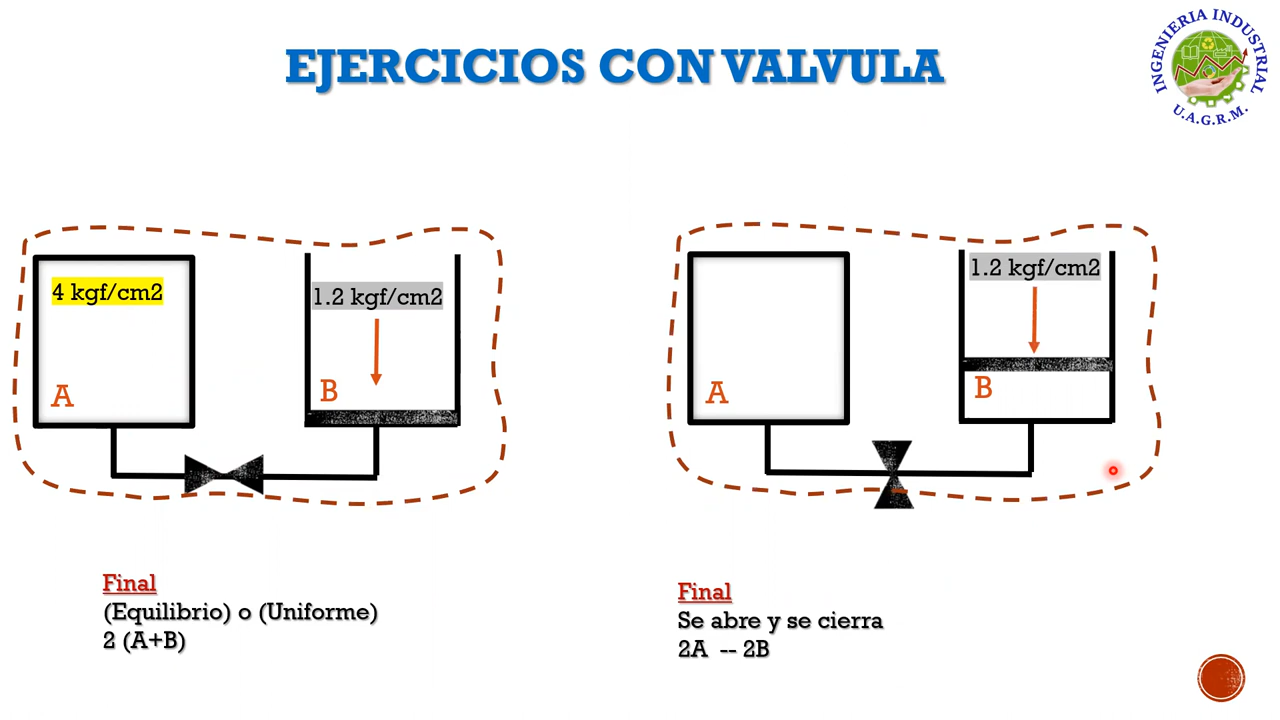 EJERCICIOS CON VALVULA
INGENIERIA INDUSTRIAL
U.A.G.R.M.
4 kgf/cm2
1.2 kgf/cm2
A
B
1.2 kgf/cm2
A
B
Final
(Equilibrio) o (Uniforme)
2 (A+B)
Final
Se abre y se cierra
2A -- 2B